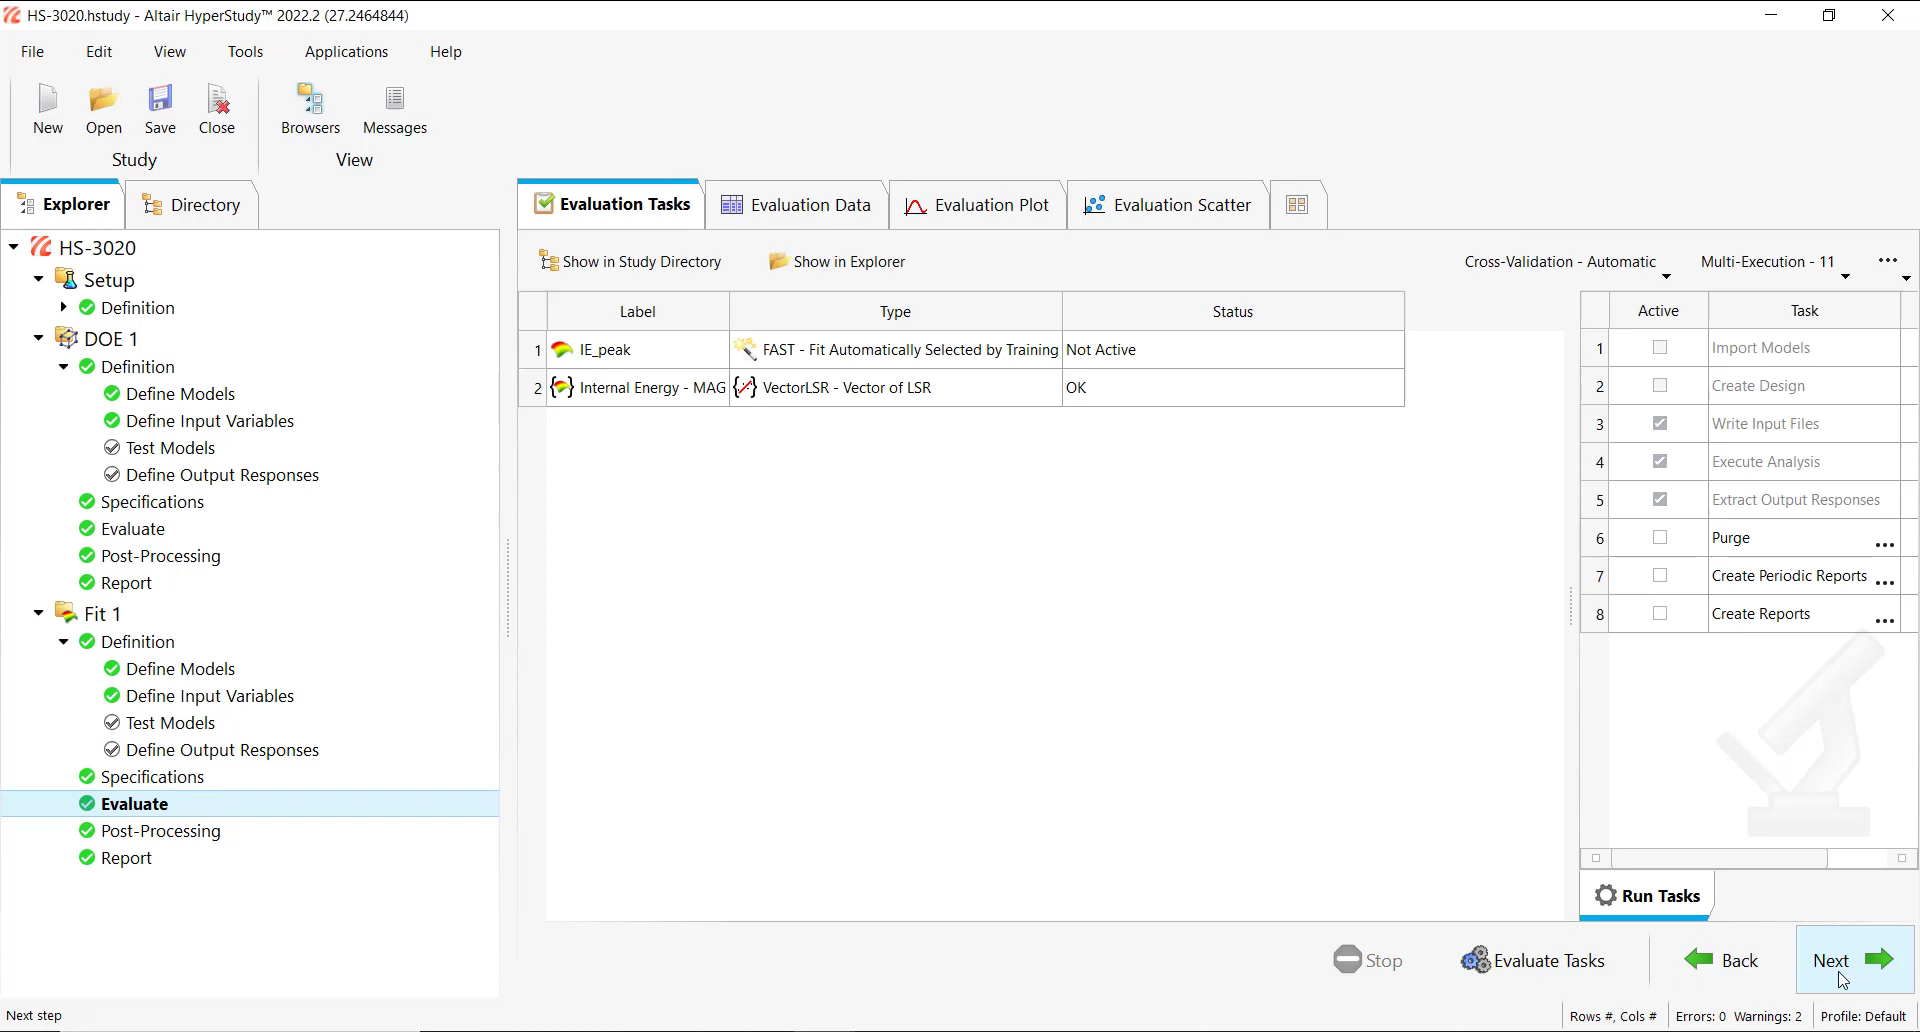 HS-3020.hstudy - Altair HyperStudy™ 2022.2 (27.2464844)
File Edit View Tools Applications Help
New Open Save Close Browsers Messages
Study View
Explorer Directory
HS-3020
Setup
Definition
DOE 1
Definition
Define Models
Define Input Variables
Test Models
Define Output Responses
Specifications
Evaluate
Post-Processing
Report
Fit 1
Definition
Define Models
Define Input Variables
Test Models
Define Output Responses
Specifications
Evaluate
Post-Processing
Report
Evaluation Tasks Evaluation Data Evaluation Plot Evaluation Scatter
Show in Study Directory Show in Explorer Cross-Validation - Automatic Multi-Execution - 11 •••
Label Type Status
1 IE_peak FAST - Fit Automatically Selected by Training Not Active
2 Internal Energy - MAG VectorLSR - Vector of LSR OK
Active Task
1 Import Models
2 Create Design
3 Write Input Files
4 Execute Analysis
5 Extract Output Responses
6 Purge ...
7 Create Periodic Reports ...
8 Create Reports ...
Run Tasks
Stop Evaluate Tasks Back Next
Next step Rows #, Cols # Errors: 0 Warnings: 2 Profile: Default